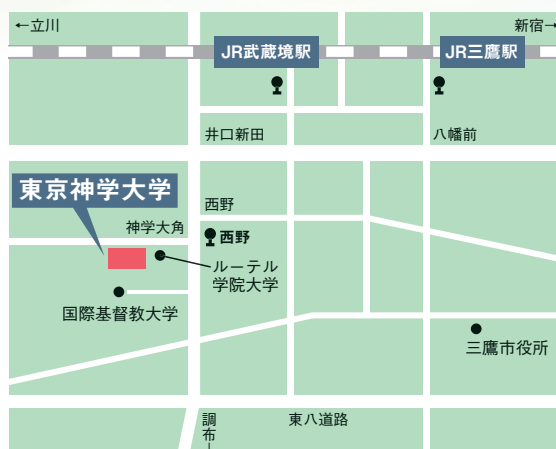 ←立川
新宿→
JR武蔵境駅
JR三鷹駅
井口新田
八幡前
東京神学大学
西野
神学大角
西野
ルーテル
学院大学
国際基督教大学
三鷹市役所
調布
東八道路